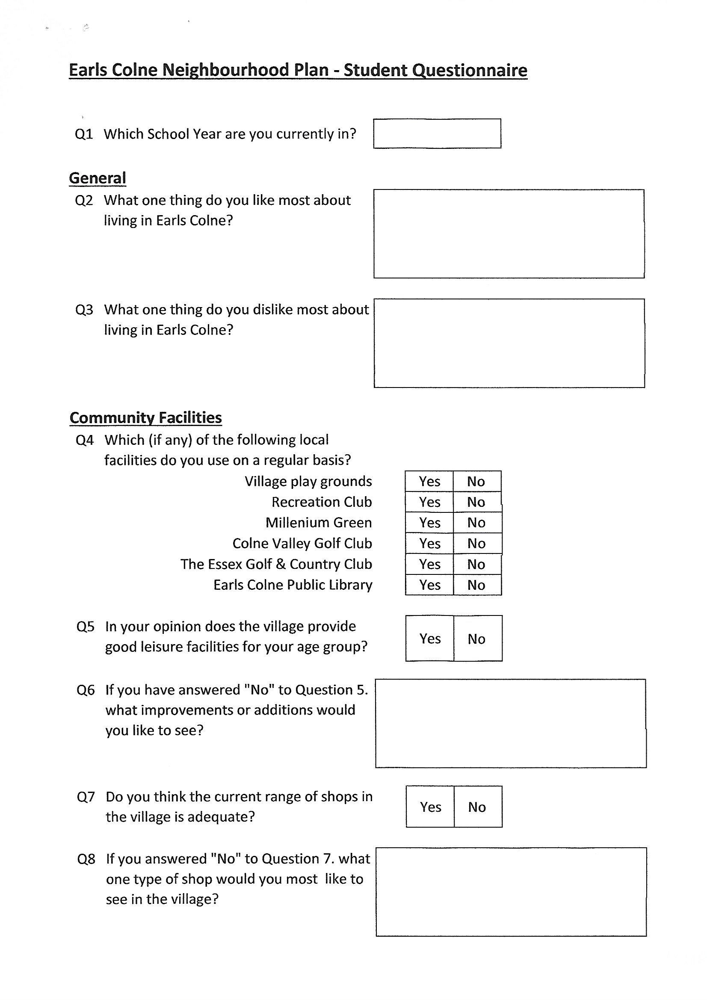 Earls Colne Neighbourhood Plan - Student Questionnaire
Q1 Which School Year are you currently in?
General
Q2 What one thing do you like most about
living in Earls Colne?
Q3 What one thing do you dislike most about
living in Earls Colne?
Community Facilities
Q4 Which (if any) of the following local
facilities do you use on a regular basis?
Village play grounds Yes No
Recreation Club Yes No
Millenium Green Yes No
Colne Valley Golf Club Yes No
The Essex Golf & Country Club Yes No
Earls Colne Public Library Yes No
Q5 In your opinion does the village provide
good leisure facilities for your age group? Yes No
Q6 If you have answered "No" to Question 5.
what improvements or additions would
you like to see?
Q7 Do you think the current range of shops in
the village is adequate? Yes No
Q8 If you answered "No" to Question 7. what
one type of shop would you most like to
see in the village?